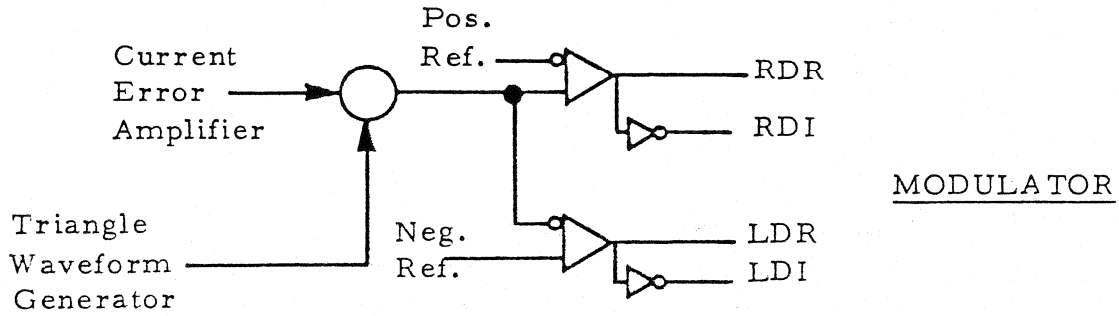 Pos.
Ref.
Current
Error
Amplifier
RDR
RDI
MODULATOR
Triangle
Waveform
Generator
Neg.
Ref.
LDR
LDI